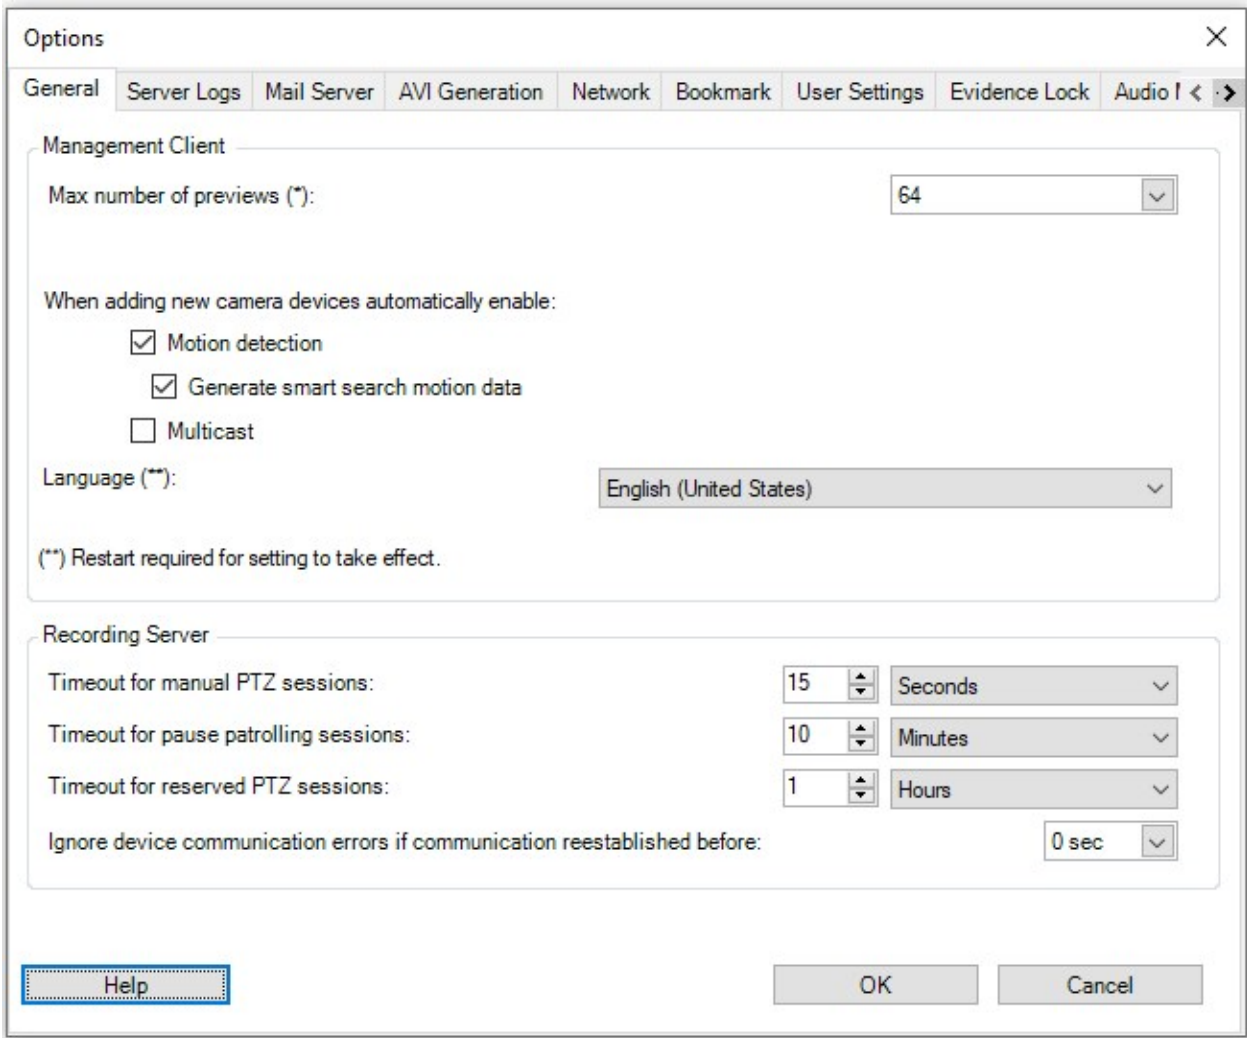 Options
General Server Logs Mail Server AVI Generation Network Bookmark User Settings Evidence Lock Audio
Management Client
Max number of previews (*): 64
When adding new camera devices automatically enable:
Motion detection
Generate smart search motion data
Multicast
Language (**): English (United States)
(**) Restart required for setting to take effect.
Recording Server
Timeout for manual PTZ sessions: 15 Seconds
Timeout for pause patrolling sessions: 10 Minutes
Timeout for reserved PTZ sessions: 1 Hours
Ignore device communication errors if communication reestablished before: 0 sec
Help OK Cancel